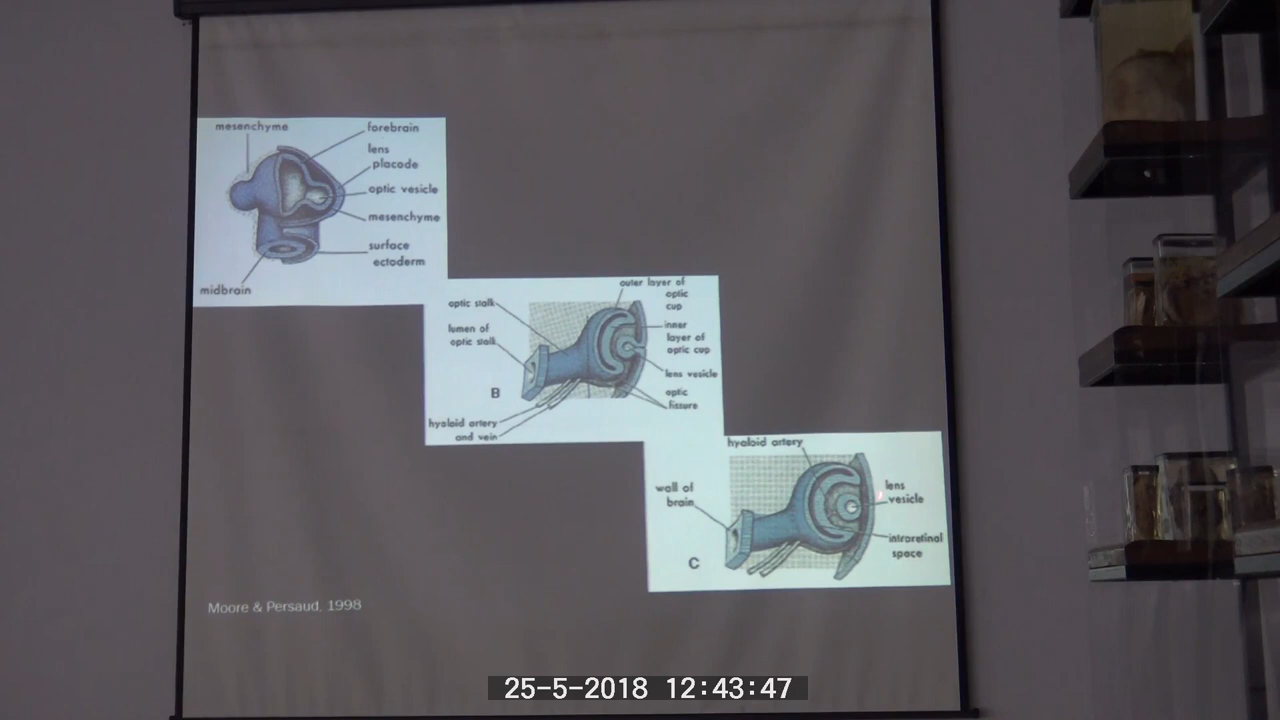 mesenchyme
forebrain
lens
placode
optic vesicle
mesenchyme
surface
ectoderm
midbrain
outer layer of
optic
cup
optic stalk
inner
lumen of
layer of
optic stalk
optic cup
lens vesicle
B
optic
fissure
hyaloid artery
and vein
hyaloid artery
wall of
brain
lens
vesicle
intraretinal
space
C
Moore & Persaud, 1998
25-5-2018 12:43:47